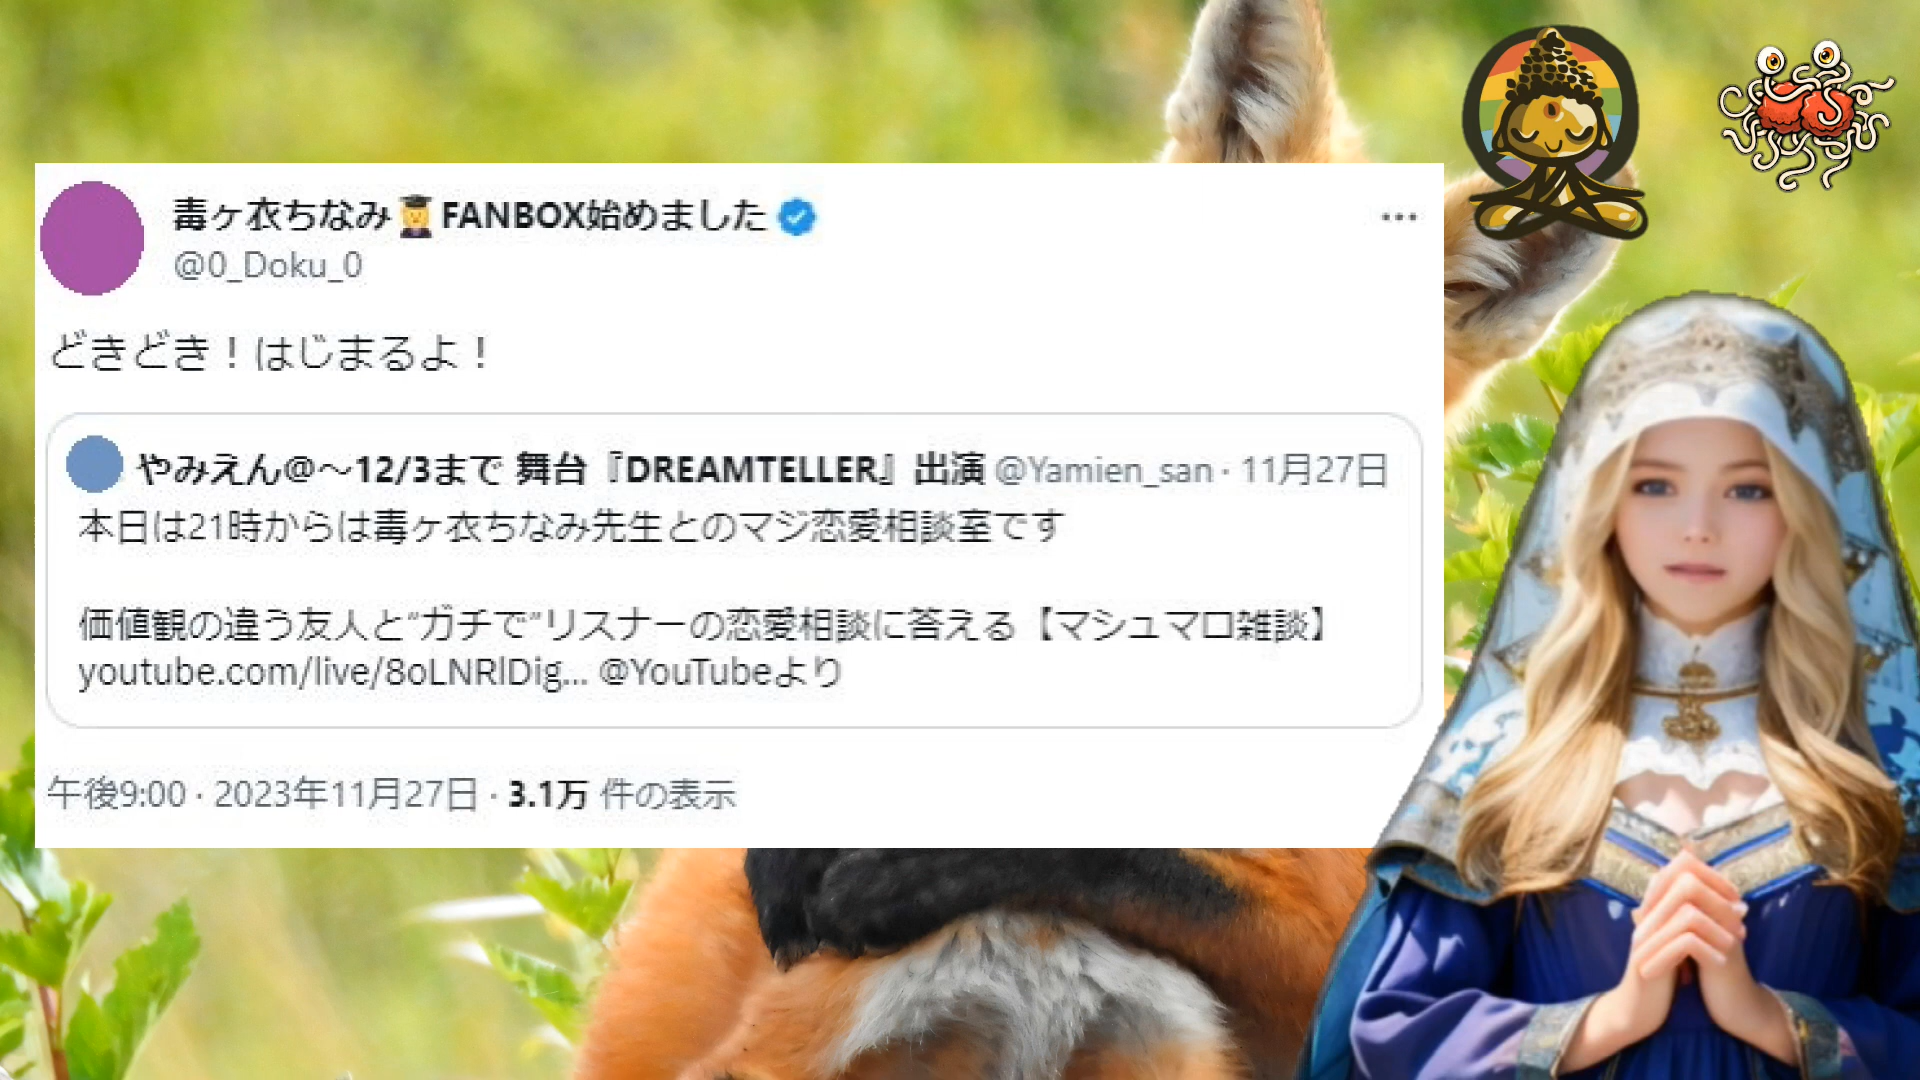 毒ヶ衣ちなみ👩‍🎓FANBOX始めました
@0_Doku_0
どきどき！はじまるよ！
やみえん@～12/3まで 舞台『DREAMTELLER』出演 @Yamien_san · 11月27日
本日は21時からは毒ヶ衣ちなみ先生とのマジ恋愛相談室です
価値観の違う友人と“ガチで”リスナーの恋愛相談に答える【マシュマロ雑談】
youtube.com/live/8oLNRlDig... @YouTubeより
午後9:00 · 2023年11月27日 · 3.1万 件の表示